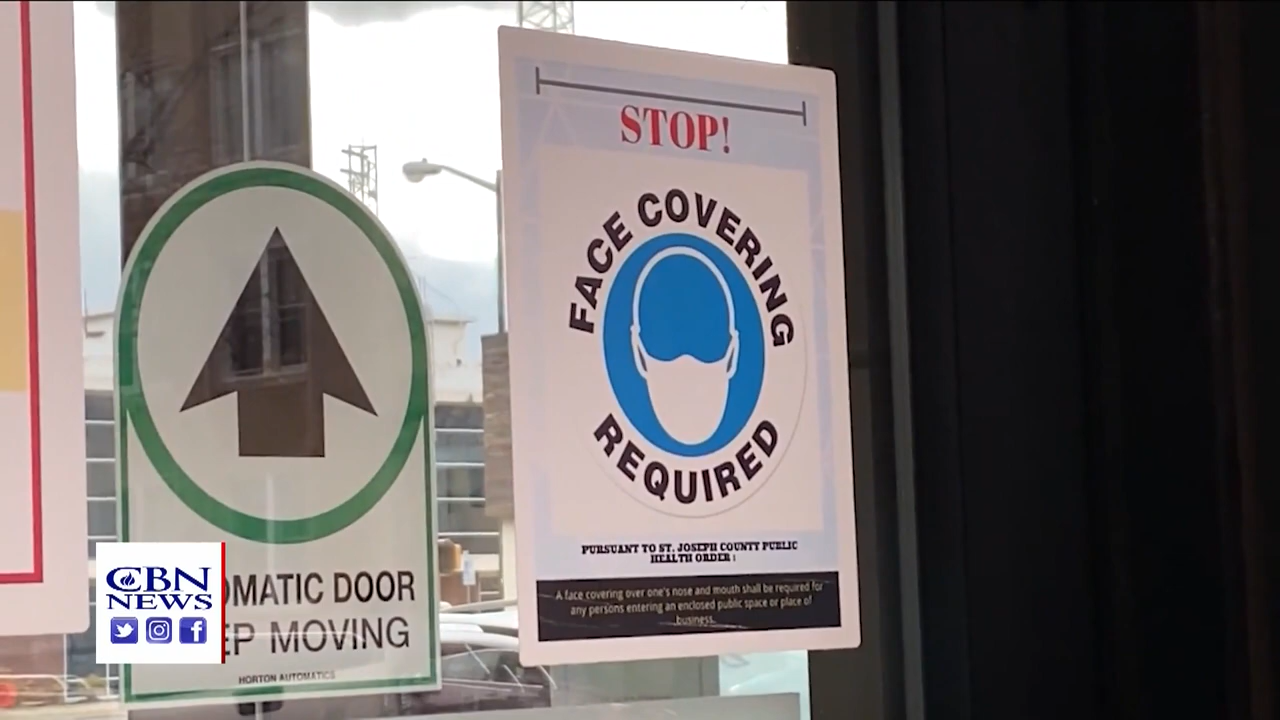 STOP!
FACE COVERING
REQUIRED
PURSUANT TO ST. JOSEPH COUNTY PUBLIC
HEALTH ORDER :
A face covering over one's nose and mouth shall be required for
any persons entering an enclosed public space or place of
business.
OMATIC DOOR
EP MOVING
HORTON AUTOMATICS
CBN
NEWS